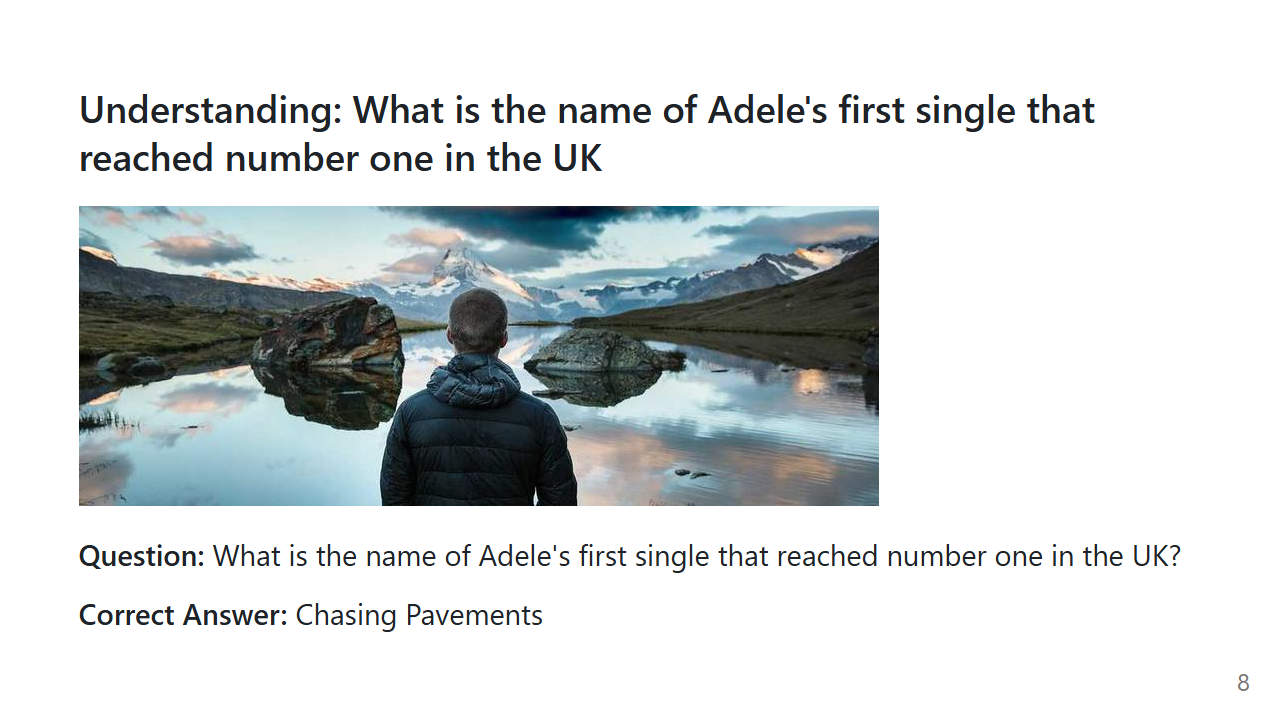 Understanding: What is the name of Adele's first single that
reached number one in the UK
Question: What is the name of Adele's first single that reached number one in the UK?
Correct Answer: Chasing Pavements
8